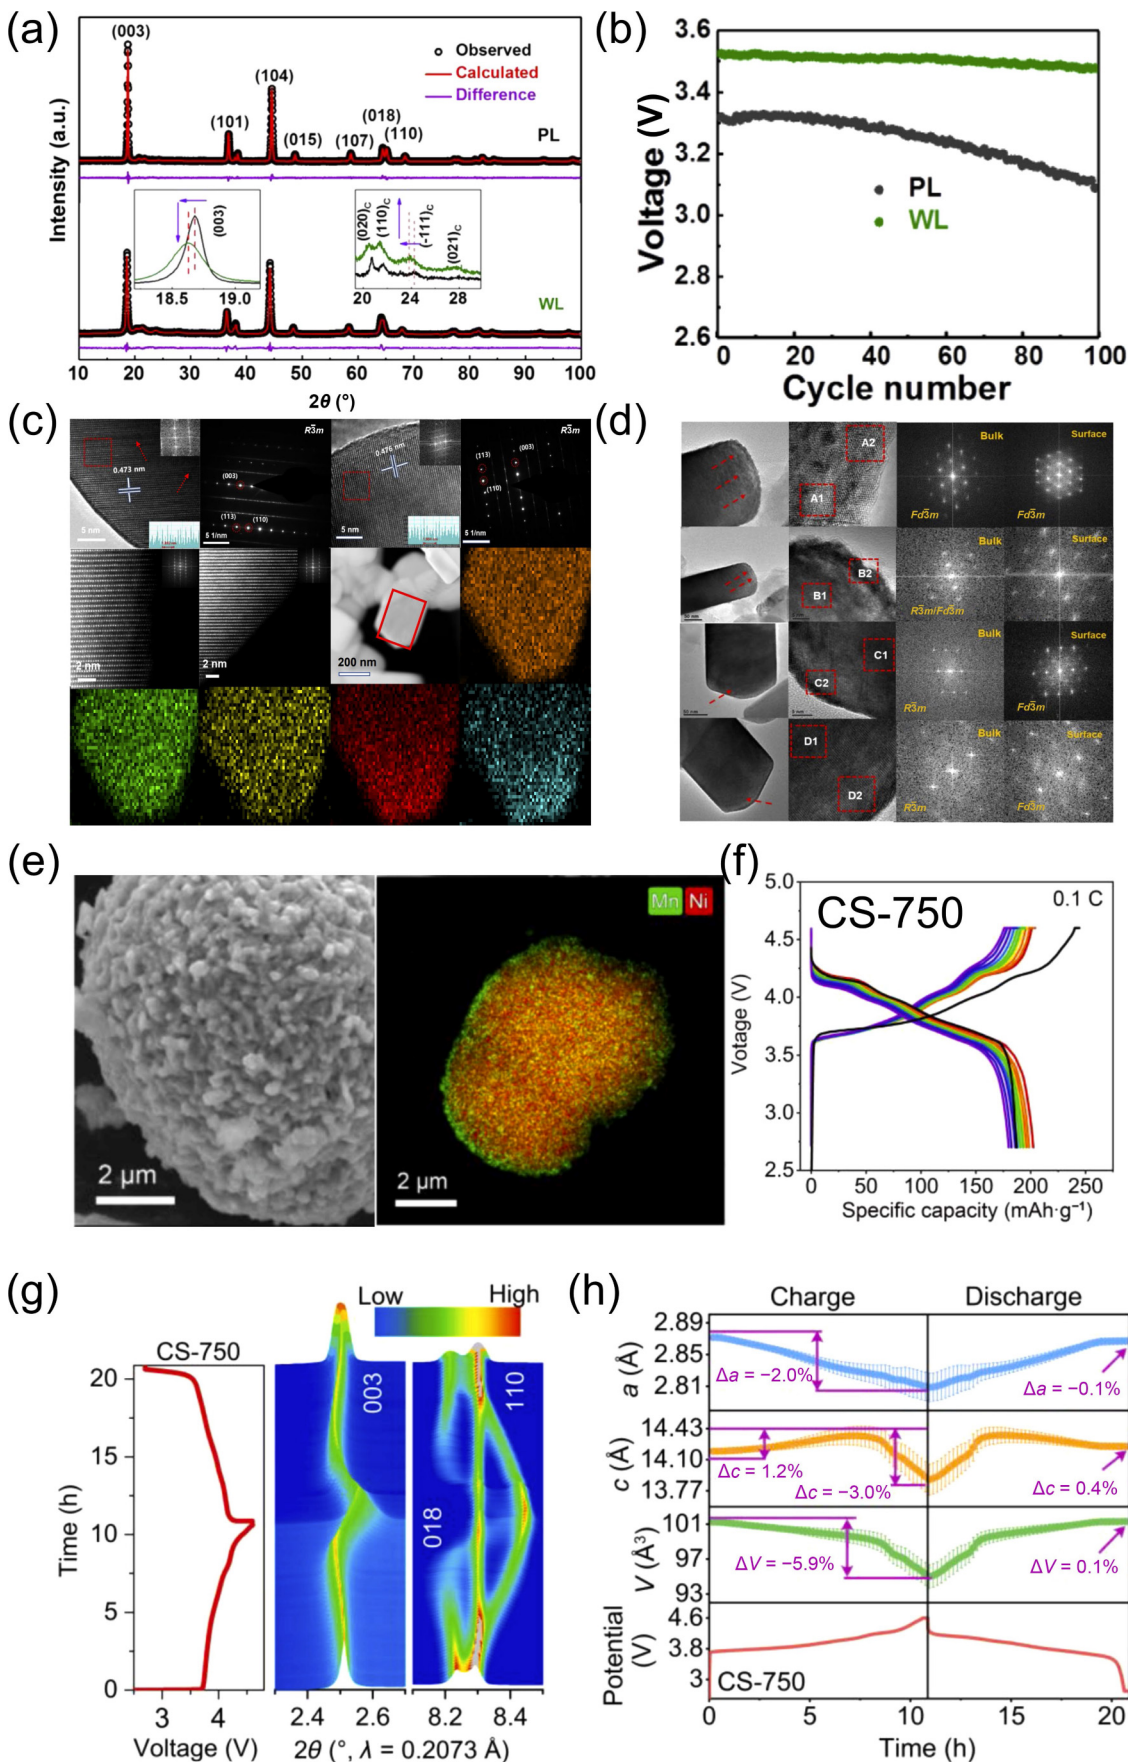 (a)
(003)
Observed
Calculated
Difference
(104)
(101)
(015)
(107)
(018)
(110)
PL
(003)
18.6 19.0
(020)C
(110)C
(-111)C
(021)C
20 24 28
WL
Intensity (a.u.)
10 20 30 40 50 60 70 80 90 100
2θ (°)
(b)
3.6
3.4
3.2
3.0
2.8
2.6
Voltage (V)
PL
WL
0 20 40 60 80 100
Cycle number
(c)
0.473 nm
5 nm
R3̅m
(003)
(113)
(110)
5 1/nm
0.476 nm
5 nm
R3̅m
(113)
(003)
(110)
5 1/nm
2 nm
2 nm
200 nm
(d)
A2
A1
Bulk
Fd3̅m
Surface
Fd3̅m
B2
B1
Bulk
R3̅m/Fd3̅m
Surface
C1
C2
Bulk
R3̅m
Surface
Fd3̅m
D1
D2
Bulk
R3̅m
Surface
Fd3̅m
(e)
2 μm
Mn Ni
2 μm
(f)
CS-750
0.1 C
5.0
4.5
4.0
3.5
3.0
2.5
Votage (V)
0 50 100 150 200 250
Specific capacity (mAh·g⁻¹)
(g)
Low High
CS-750
20
15
10
5
0
Time (h)
3 4
Voltage (V)
003
018
110
2.4 2.6 8.2 8.4
2θ (°, λ = 0.2073 Å)
(h)
Charge Discharge
2.89
2.85
2.81
a (Å)
Δa = −2.0%
Δa = −0.1%
14.43
14.10
13.77
c (Å)
Δc = 1.2%
Δc = −3.0%
Δc = 0.4%
101
97
93
V (Å³)
ΔV = −5.9%
ΔV = 0.1%
4.6
3.8
3
Potential (V)
CS-750
0 5 10 15 20
Time (h)